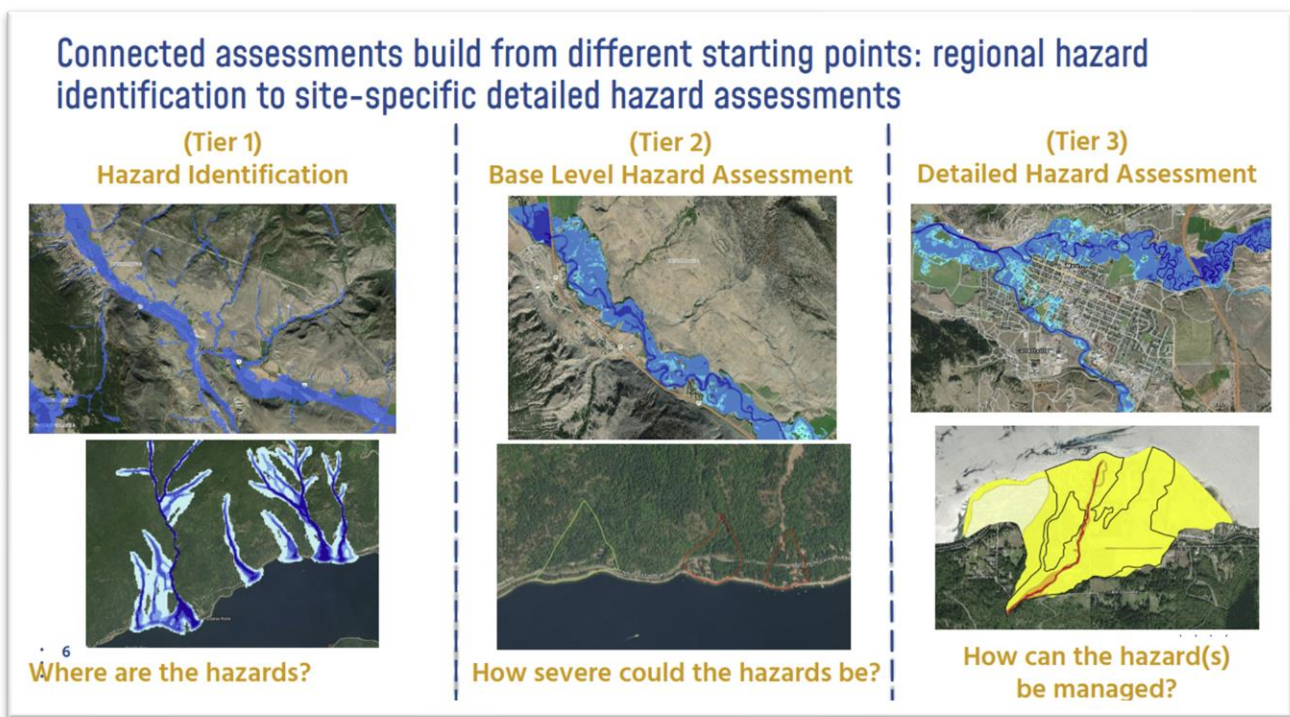 Connected assessments build from different starting points: regional hazard
identification to site-specific detailed hazard assessments
(Tier 1)
Hazard Identification
(Tier 2)
Base Level Hazard Assessment
(Tier 3)
Detailed Hazard Assessment
6
Where are the hazards?
How severe could the hazards be?
How can the hazard(s)
be managed?